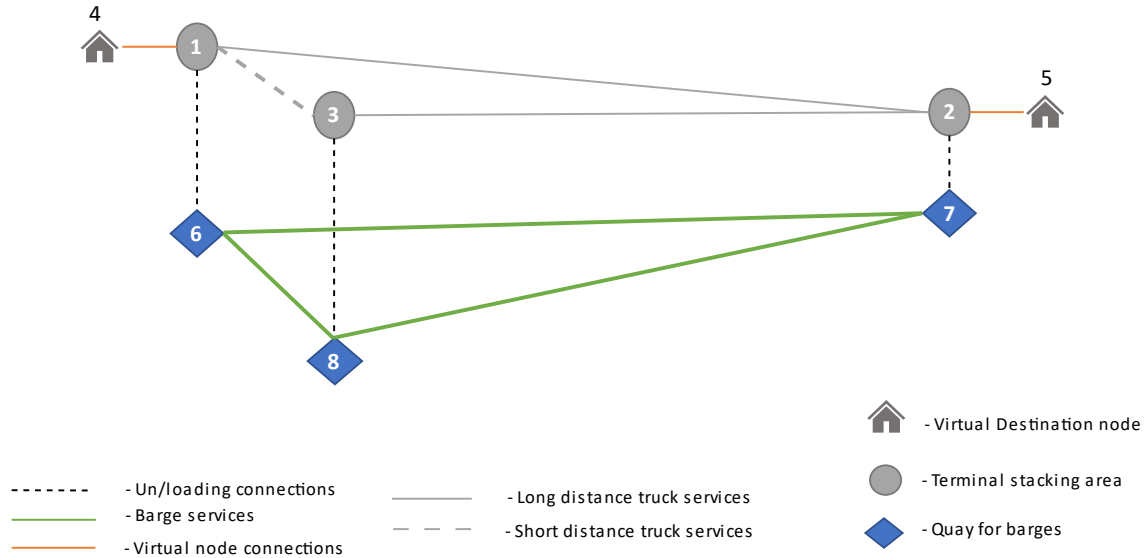 4
1
5
3
2
6
7
8
- Virtual Destination node
- Un/loading connections
- Long distance truck services
- Terminal stacking area
- Barge services
- Short distance truck services
- Quay for barges
- Virtual node connections